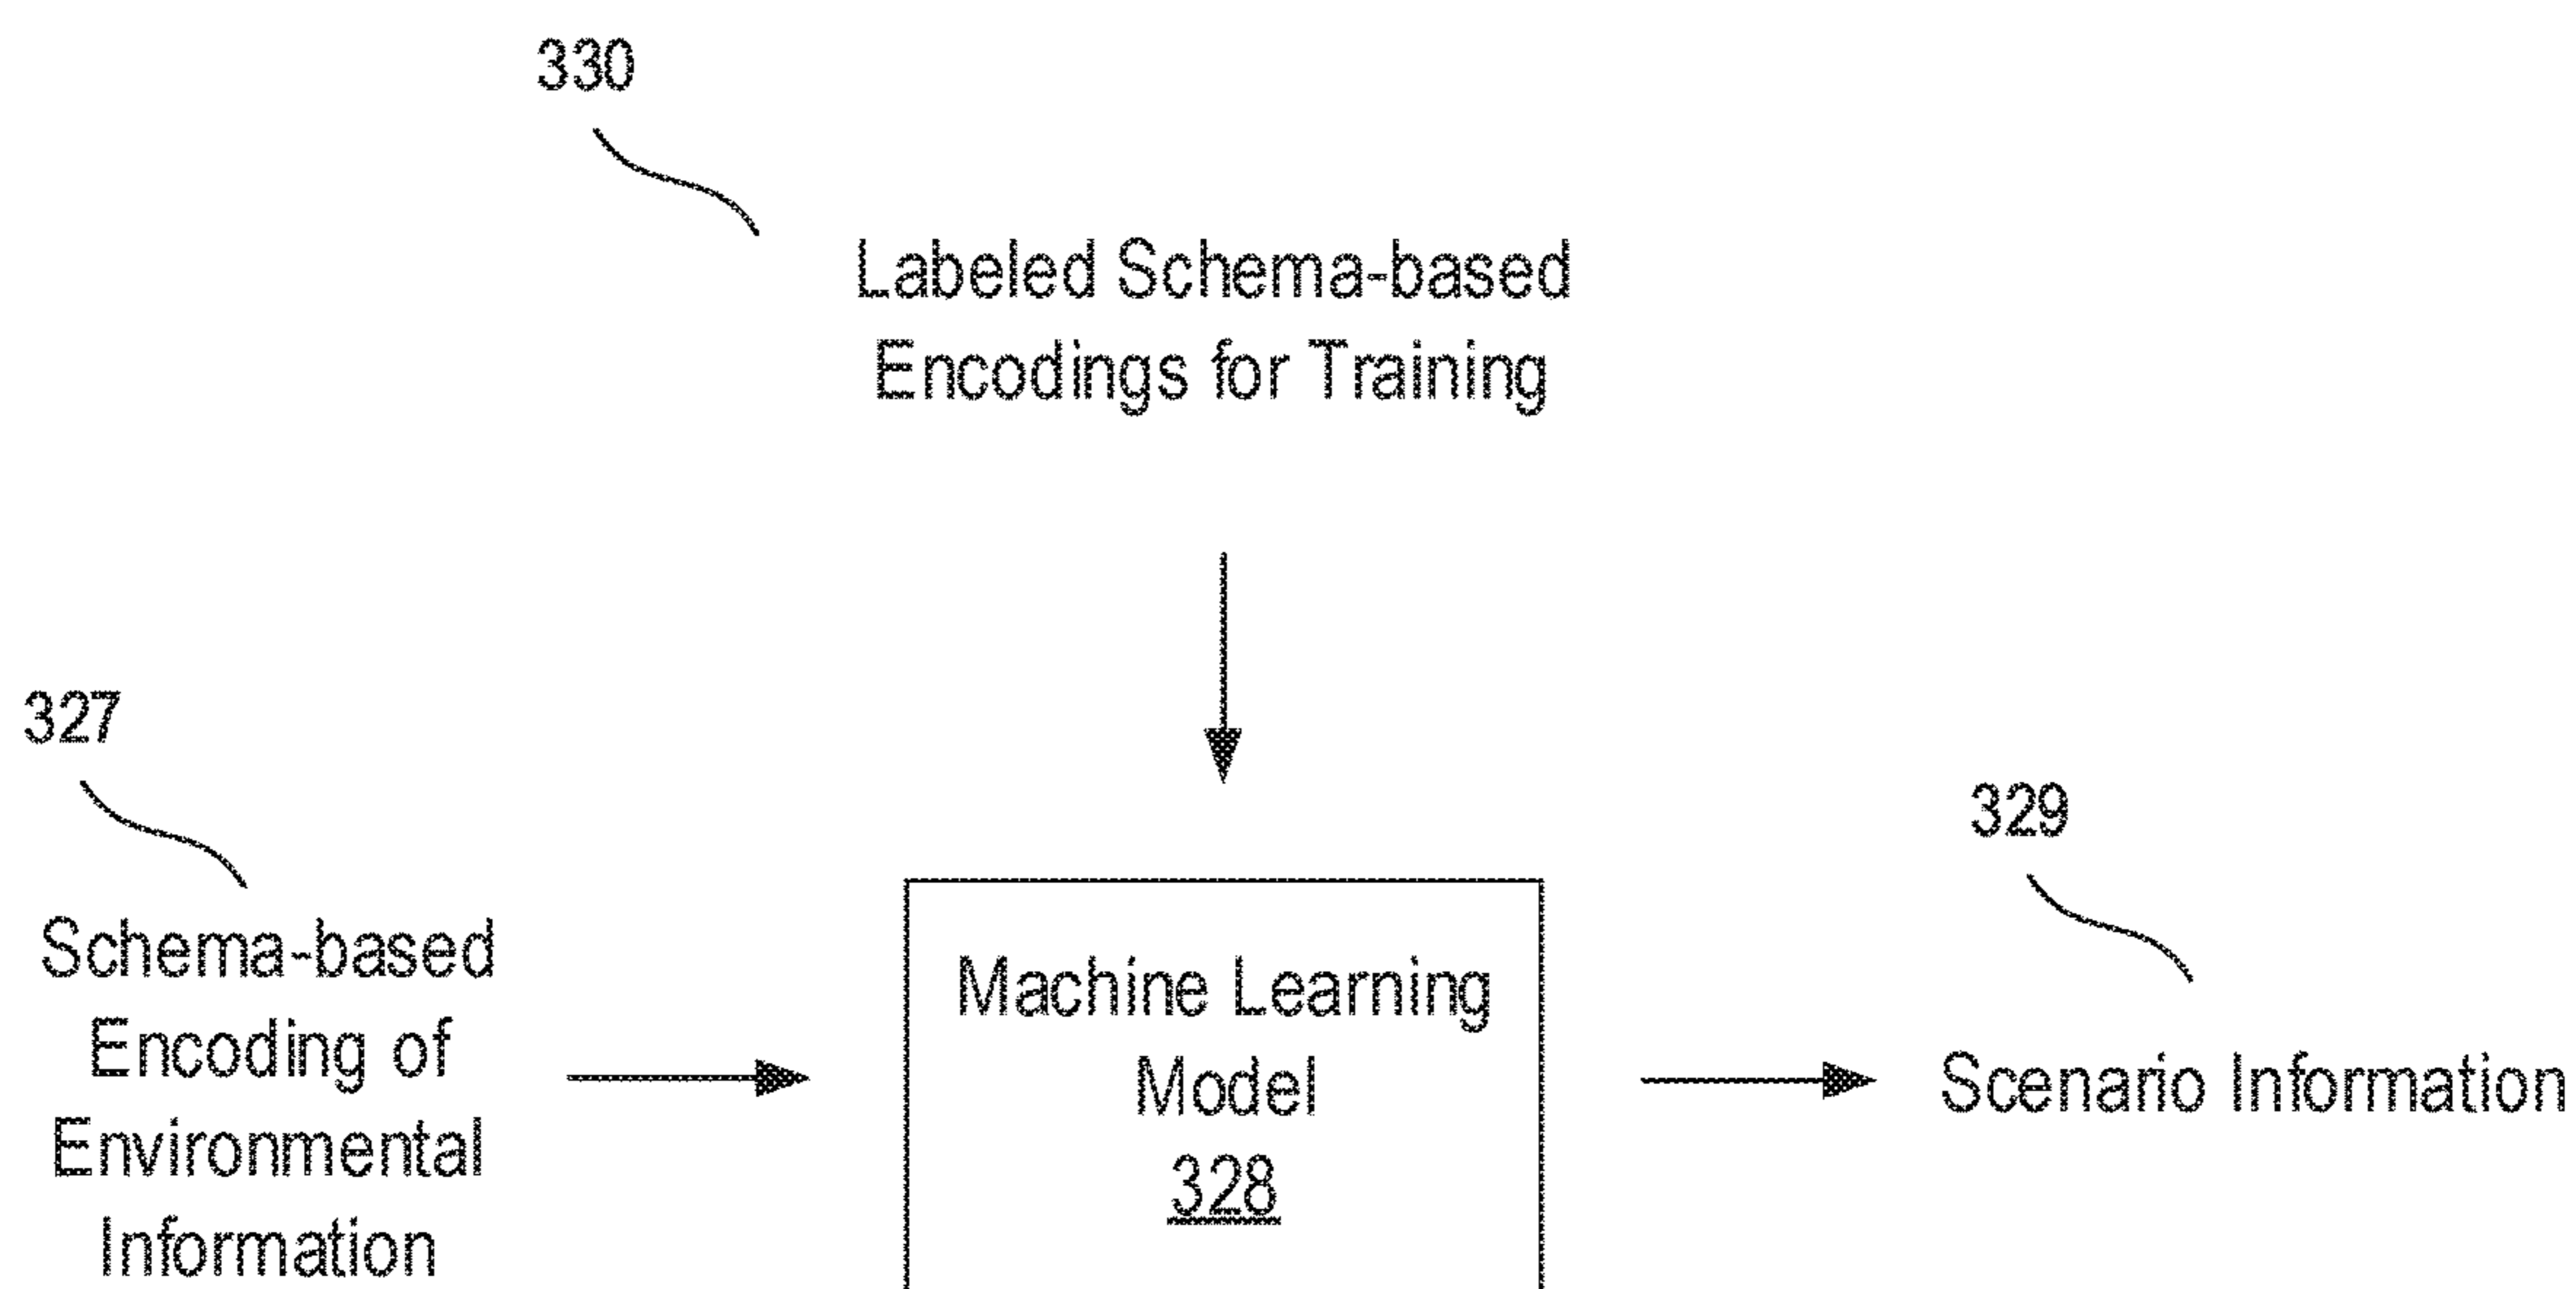 330
Labeled Schema-based
Encodings for Training
327
Schema-based
Encoding of
Environmental
Information
Machine Learning
Model
328
329
Scenario Information